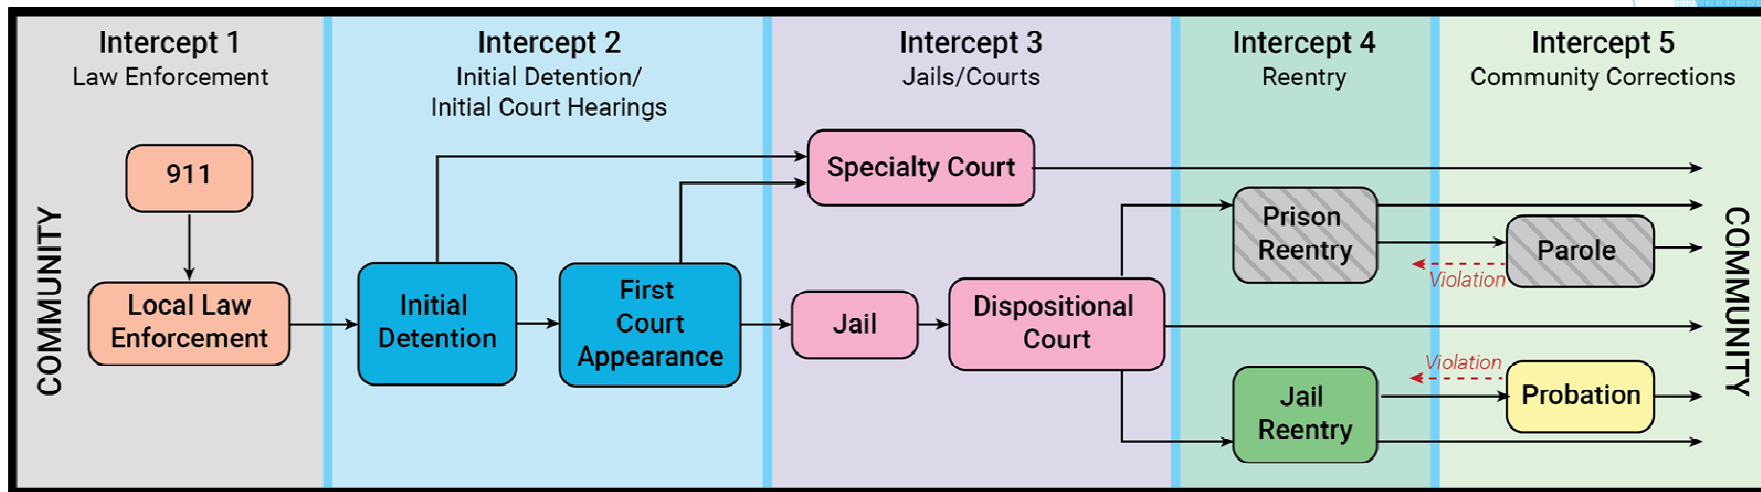 Intercept 1
Law Enforcement
Intercept 2
Initial Detention/
Initial Court Hearings
Intercept 3
Jails/Courts
Intercept 4
Reentry
Intercept 5
Community Corrections
COMMUNITY
911
Local Law
Enforcement
Initial
Detention
First
Court
Appearance
Specialty Court
Jail
Dispositional
Court
Prison
Reentry
Parole
Violation
Jail
Reentry
Violation
Probation
COMMUNITY